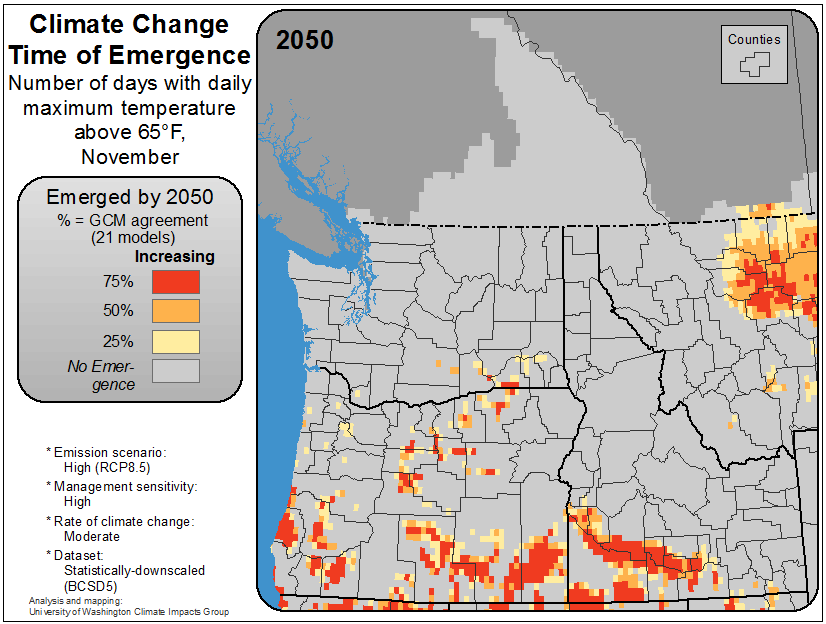 Climate Change
Time of Emergence
Number of days with daily
maximum temperature
above 65°F,
November
Emerged by 2050
% = GCM agreement
(21 models)
Increasing
75%
50%
25%
No Emer-
gence
* Emission scenario:
High (RCP8.5)
* Management sensitivity:
High
* Rate of climate change:
Moderate
* Dataset:
Statistically-downscaled
(BCSD5)
Analysis and mapping:
University of Washington Climate Impacts Group
2050
Counties